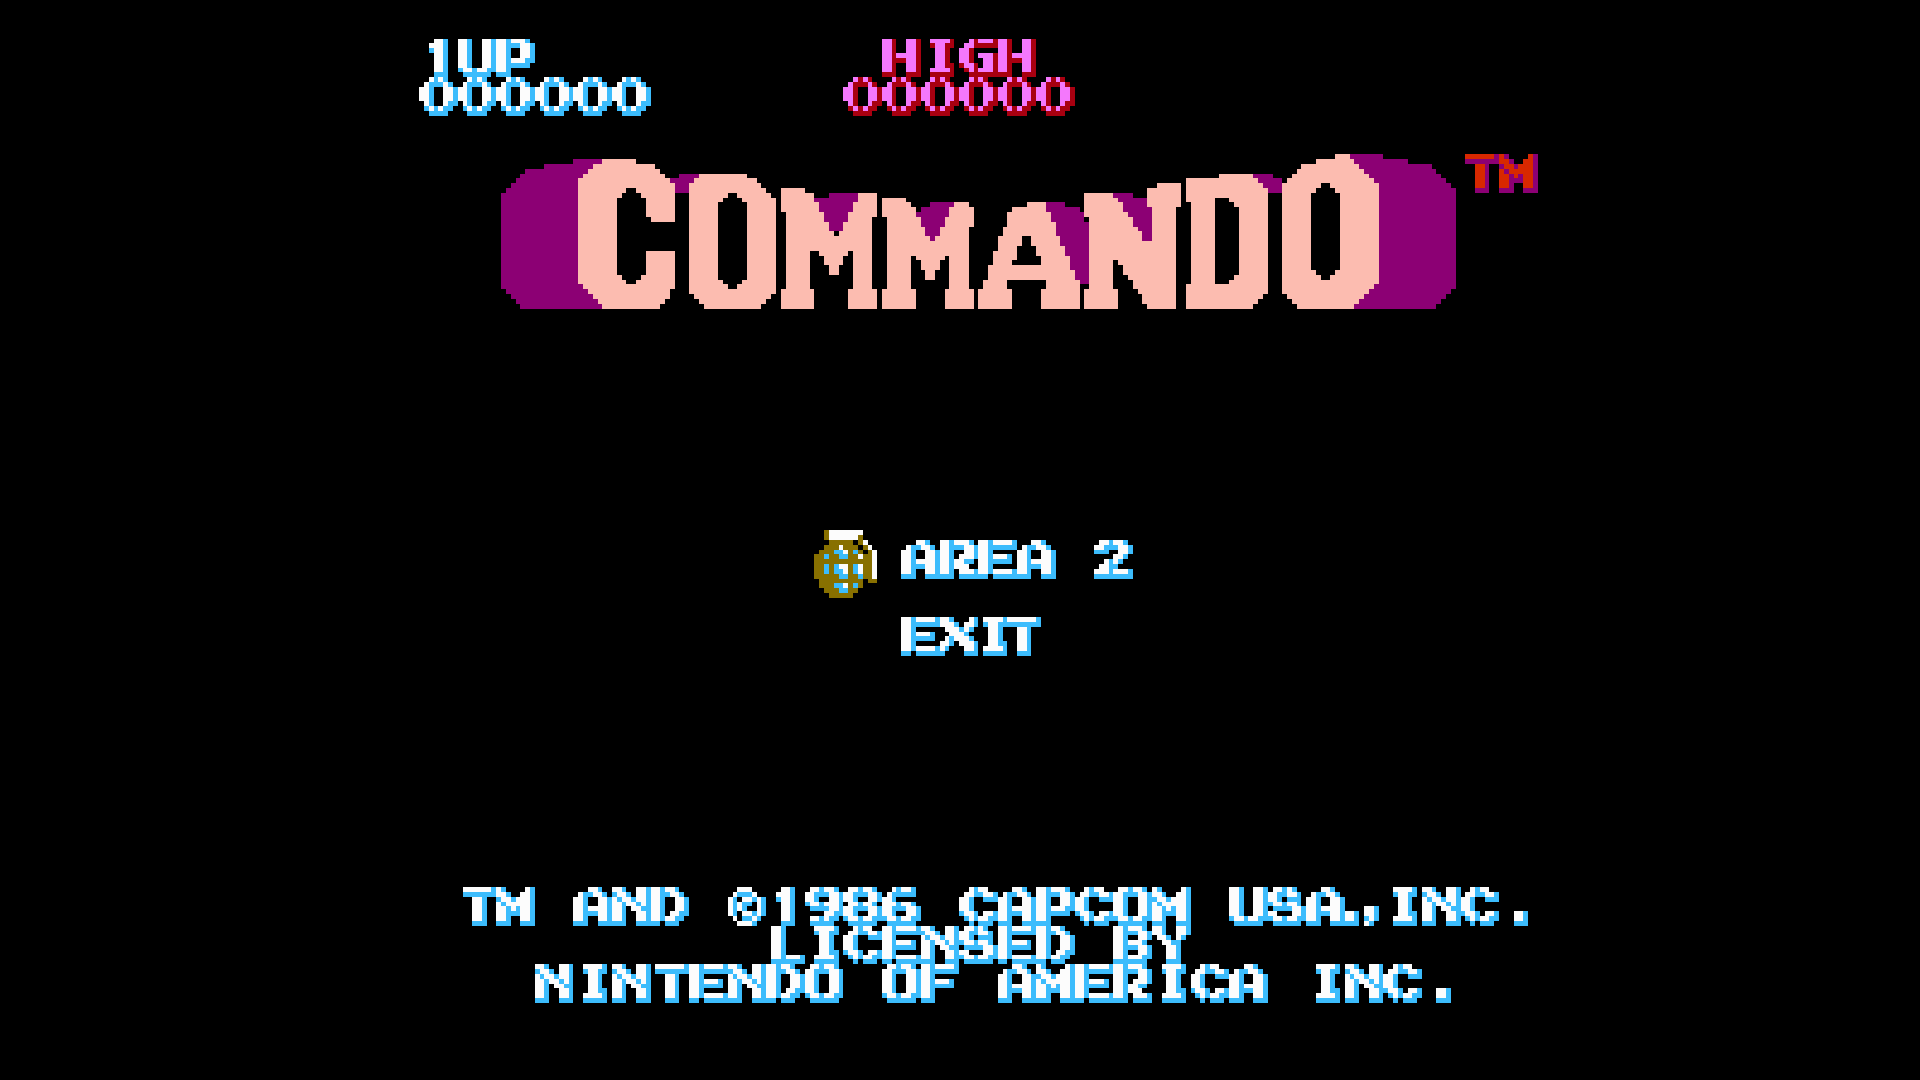 1UP HIGH
000000 000000
COMMANDO TM
AREA 2
EXIT
TM AND ©1986 CAPCOM USA.,INC.
LICENSED BY
NINTENDO OF AMERICA INC.